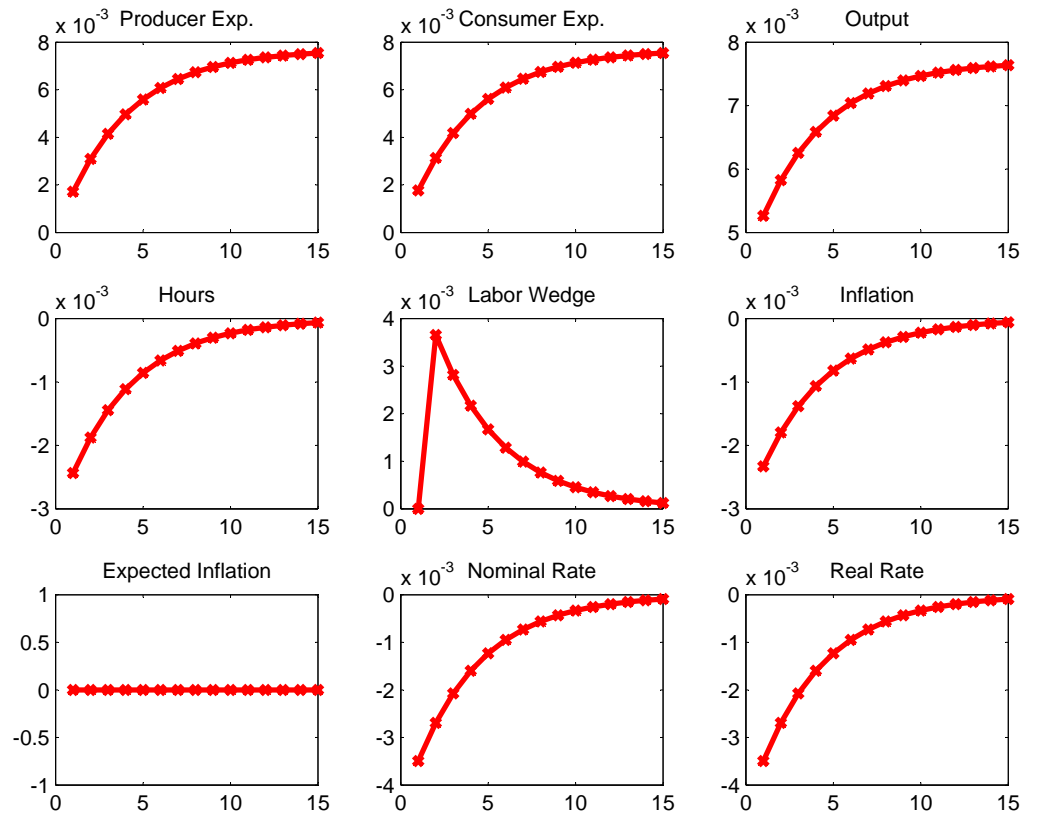 x 10^-3 Producer Exp.
8
6
4
2
0
0 5 10 15
x 10^-3 Consumer Exp.
8
6
4
2
0
0 5 10 15
x 10^-3 Output
8
7
6
5
0 5 10 15
x 10^-3 Hours
0
-1
-2
-3
0 5 10 15
x 10^-3 Labor Wedge
4
3
2
1
0
0 5 10 15
x 10^-3 Inflation
0
-1
-2
-3
0 5 10 15
Expected Inflation
1
0.5
0
-0.5
-1
0 5 10 15
x 10^-3 Nominal Rate
0
-1
-2
-3
-4
0 5 10 15
x 10^-3 Real Rate
0
-1
-2
-3
-4
0 5 10 15